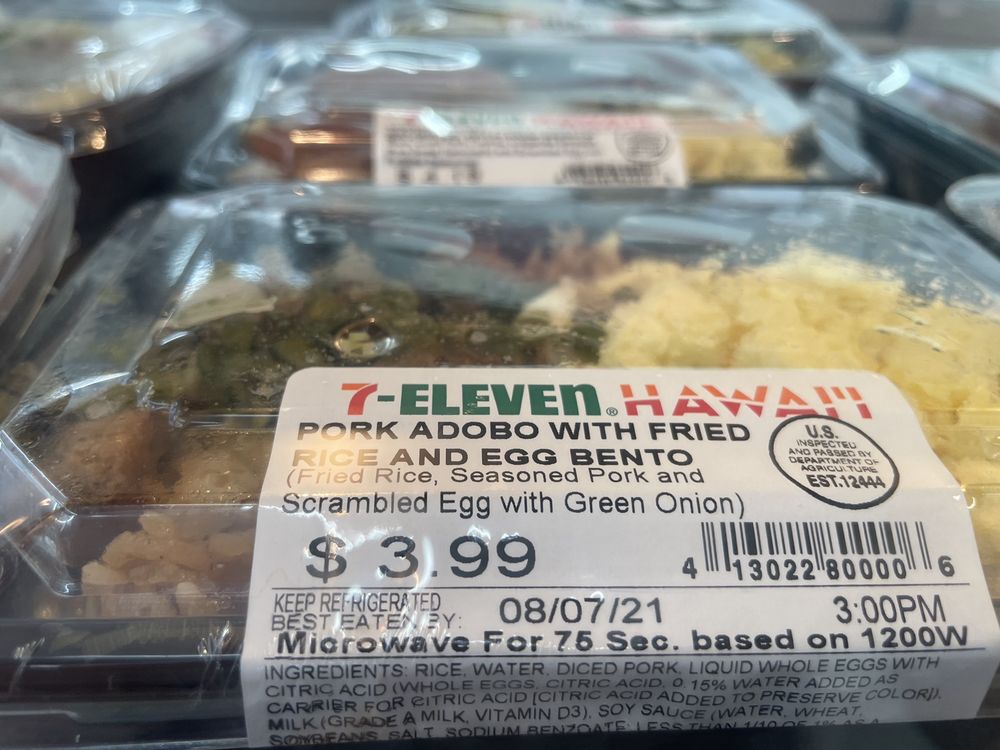 7-ELEVEN® HAWAII
PORK ADOBO WITH FRIED
RICE AND EGG BENTO
(Fried Rice, Seasoned Pork and
Scrambled Egg with Green Onion)
U.S.
INSPECTED
AND PASSED BY
DEPARTMENT OF
AGRICULTURE
EST.12444
$ 3.99
4 13022 80000 6
KEEP REFRIGERATED
BEST EATEN BY: 08/07/21 3:00PM
Microwave For 75 Sec. based on 1200W
INGREDIENTS: RICE, WATER, DICED PORK, LIQUID WHOLE EGGS WITH
CITRIC ACID (WHOLE EGGS, CITRIC ACID, 0.15% WATER ADDED AS
CARRIER FOR CITRIC ACID [CITRIC ACID ADDED TO PRESERVE COLOR]),
MILK (GRADE A MILK, VITAMIN D3), SOY SAUCE (WATER, WHEAT,
SOYBEANS, SALT, SODIUM BENZOATE: LESS THAN 1/10 OF 1% AS A